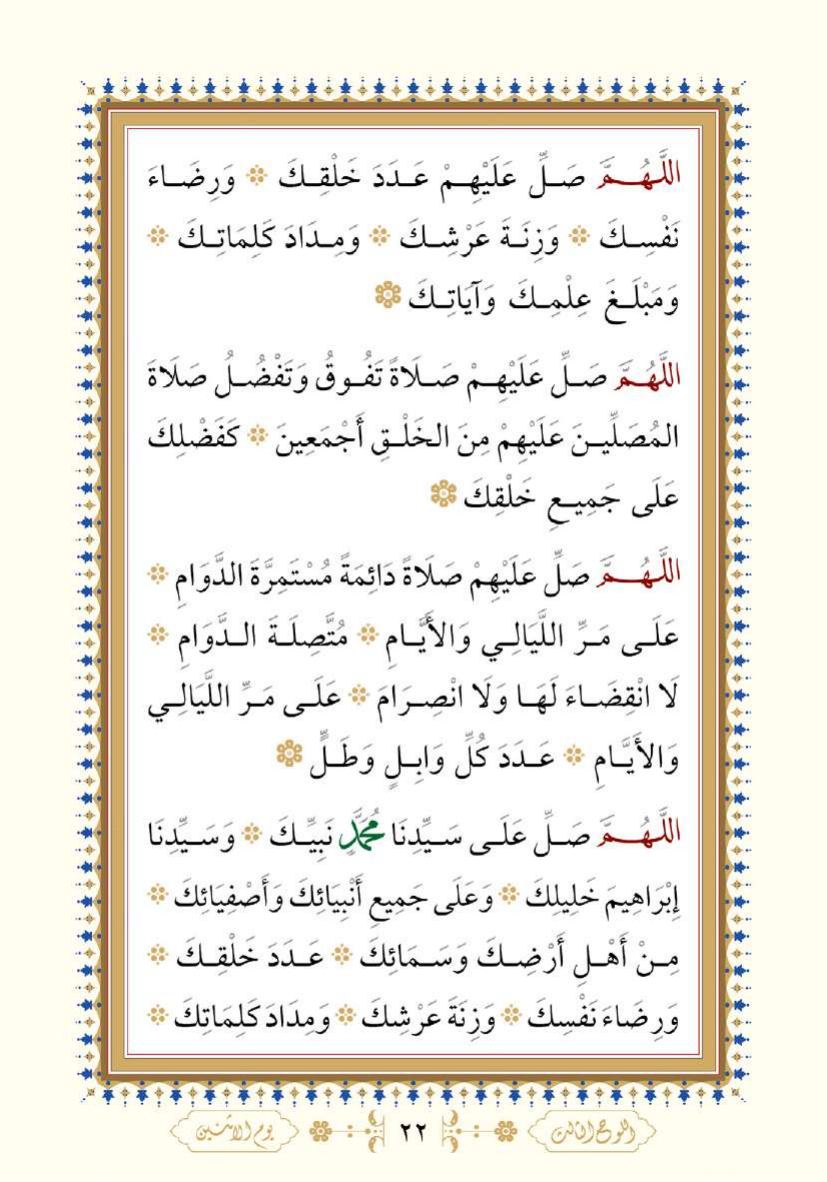 اللَّهُمَّ صَلِّ عَلَيْهِمْ عَدَدَ خَلْقِكَ ۞ وَرِضَاءَ
نَفْسِكَ ۞ وَزِنَةَ عَرْشِكَ ۞ وَمِدَادَ كَلِمَاتِكَ ۞
وَمَبْلَغَ عِلْمِكَ وَآيَاتِكَ ۞
اللَّهُمَّ صَلِّ عَلَيْهِمْ صَلَاةً تَفُوقُ وَتَفْضُلُ صَلَاةَ
المُصَلِّينَ عَلَيْهِمْ مِنَ الخَلْقِ أَجْمَعِينَ ۞ كَفَضْلِكَ
عَلَى جَمِيعِ خَلْقِكَ ۞
اللَّهُمَّ صَلِّ عَلَيْهِمْ صَلَاةً دَائِمَةً مُسْتَمِرَّةَ الدَّوَامِ ۞
عَلَى مَرِّ اللَّيَالِي وَالأَيَّامِ ۞ مُتَّصِلَةَ الدَّوَامِ ۞
لَا انْقِضَاءَ لَهَا وَلَا انْصِرَامَ ۞ عَلَى مَرِّ اللَّيَالِي
وَالأَيَّامِ ۞ عَدَدَ كُلِّ وَابِلٍ وَطَلٍّ ۞
اللَّهُمَّ صَلِّ عَلَى سَيِّدِنَا مُحَمَّدٍ نَبِيِّكَ ۞ وَسَيِّدِنَا
إِبْرَاهِيمَ خَلِيلِكَ ۞ وَعَلَى جَمِيعِ أَنْبِيَائِكَ وَأَصْفِيَائِكَ ۞
مِنْ أَهْلِ أَرْضِكَ وَسَمَائِكَ ۞ عَدَدَ خَلْقِكَ ۞
وَرِضَاءَ نَفْسِكَ ۞ وَزِنَةَ عَرْشِكَ ۞ وَمِدَادَ كَلِمَاتِكَ ۞
اللوح الثالث ٢٢ يوم الاثنين